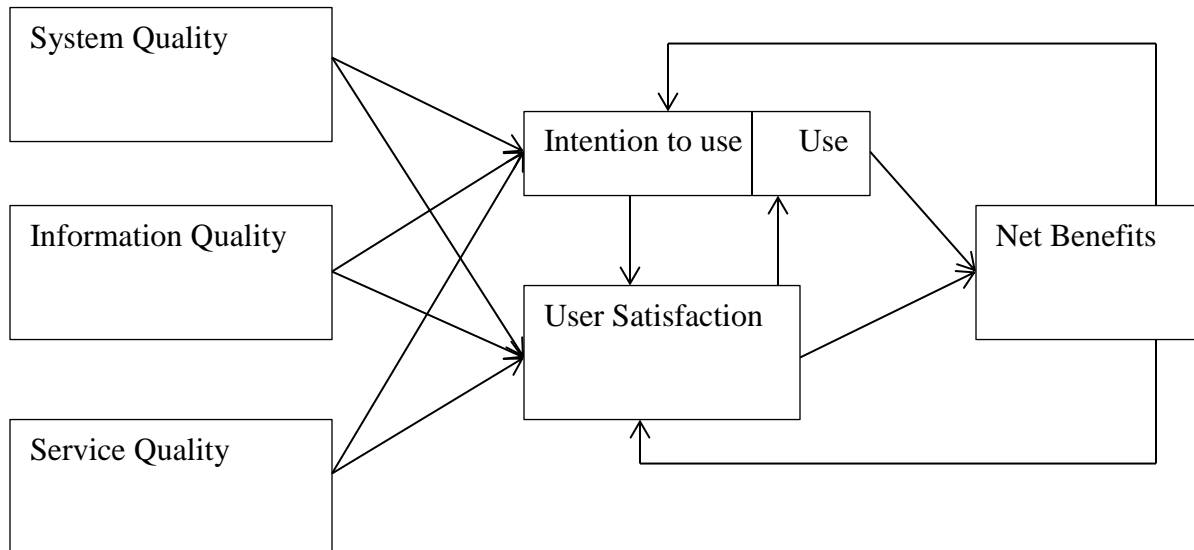 System Quality
Intention to use
Use
Information Quality
Net Benefits
User Satisfaction
Service Quality